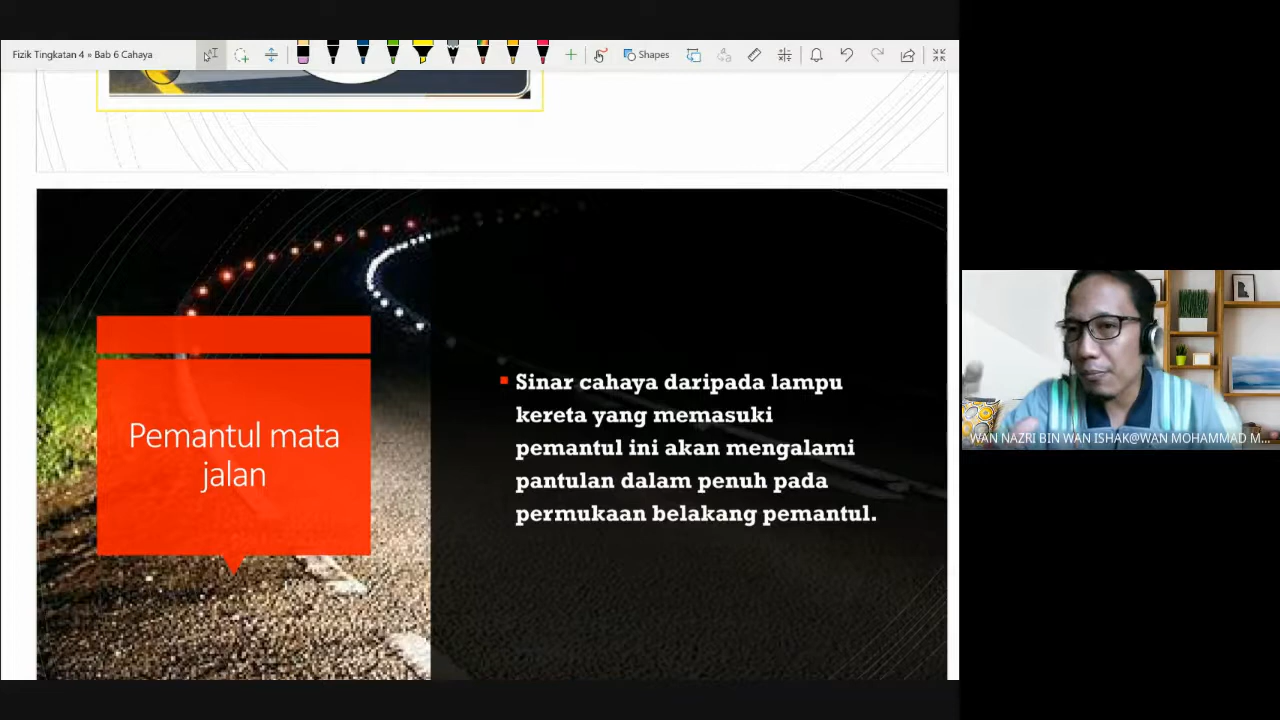 Fizik Tingkatan 4 » Bab 6 Cahaya
Shapes
Pemantul mata
jalan
Sinar cahaya daripada lampu
kereta yang memasuki
pemantul ini akan mengalami
pantulan dalam penuh pada
permukaan belakang pemantul.
WAN NAZRI BIN WAN ISHAK@WAN MOHAMMAD M...